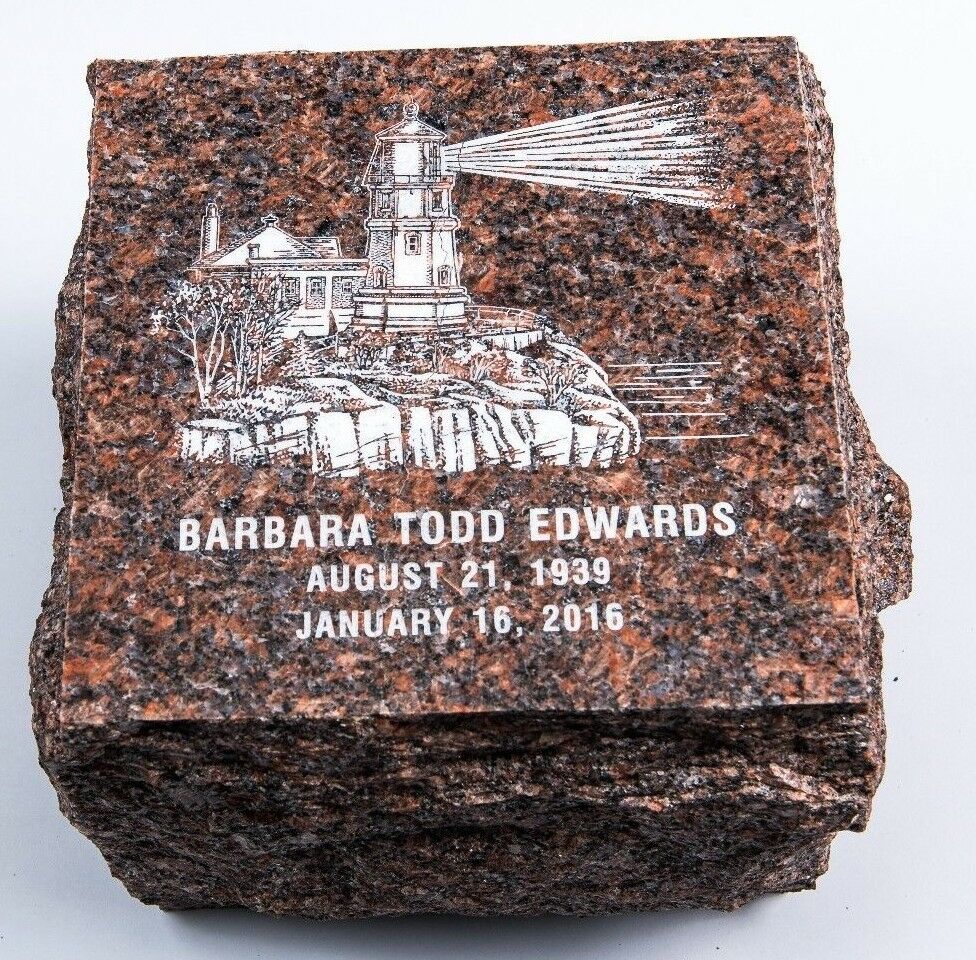 BARBARA TODD EDWARDS
AUGUST 21, 1939
JANUARY 16, 2016